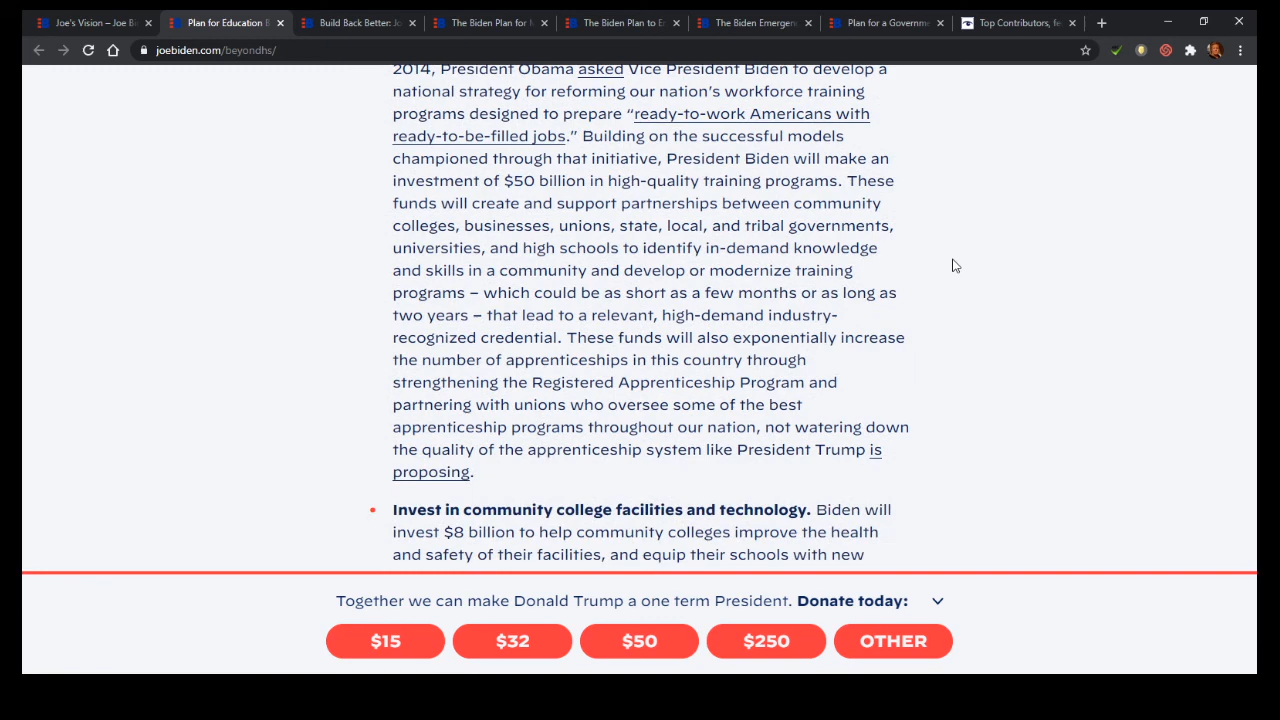 Joe's Vision – Joe Bi
Plan for Education B
Build Back Better: Jo
The Biden Plan for M
The Biden Plan to E
The Biden Emergen
Plan for a Governme
Top Contributors, fe
joebiden.com/beyondhs/
2014, President Obama asked Vice President Biden to develop a
national strategy for reforming our nation's workforce training
programs designed to prepare “ready-to-work Americans with
ready-to-be-filled jobs.” Building on the successful models
championed through that initiative, President Biden will make an
investment of $50 billion in high-quality training programs. These
funds will create and support partnerships between community
colleges, businesses, unions, state, local, and tribal governments,
universities, and high schools to identify in-demand knowledge
and skills in a community and develop or modernize training
programs – which could be as short as a few months or as long as
two years – that lead to a relevant, high-demand industry-
recognized credential. These funds will also exponentially increase
the number of apprenticeships in this country through
strengthening the Registered Apprenticeship Program and
partnering with unions who oversee some of the best
apprenticeship programs throughout our nation, not watering down
the quality of the apprenticeship system like President Trump is
proposing.
• Invest in community college facilities and technology. Biden will
invest $8 billion to help community colleges improve the health
and safety of their facilities, and equip their schools with new
Together we can make Donald Trump a one term President. Donate today:
$15 $32 $50 $250 OTHER